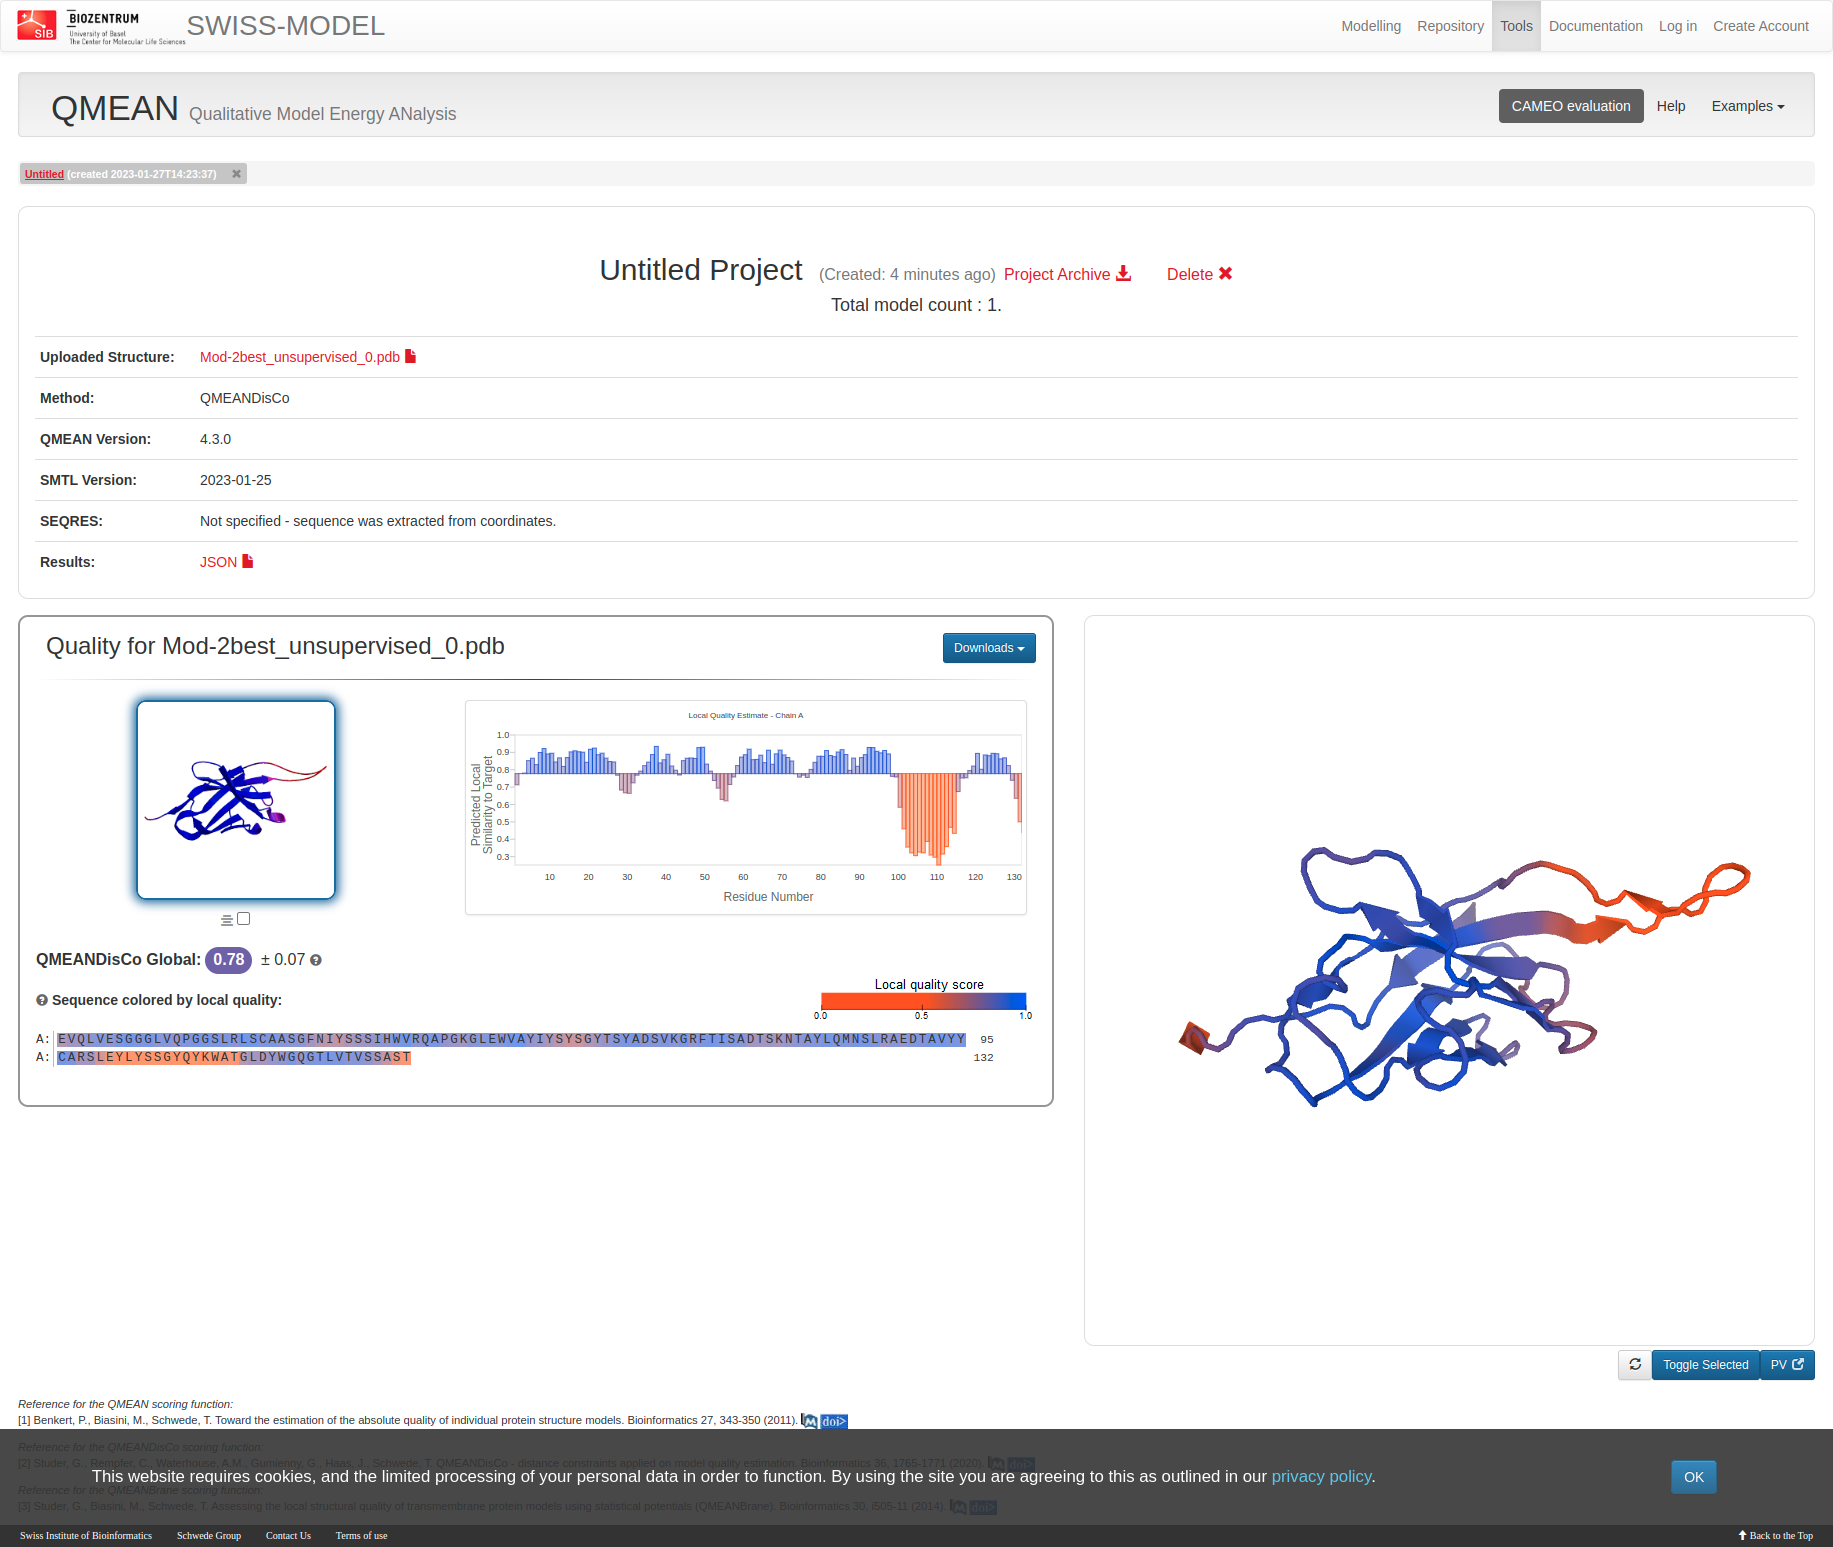 SIB
BIOZENTRUM
University of Basel
The Center for Molecular Life Sciences
SWISS-MODEL
Modelling
Repository
Tools
Documentation
Log in
Create Account
QMEAN Qualitative Model Energy ANalysis
CAMEO evaluation
Help
Examples
Untitled (created 2023-01-27T14:23:37)
Untitled Project (Created: 4 minutes ago) Project Archive Delete
Total model count : 1.
Uploaded Structure: Mod-2best_unsupervised_0.pdb
Method: QMEANDisCo
QMEAN Version: 4.3.0
SMTL Version: 2023-01-25
SEQRES: Not specified - sequence was extracted from coordinates.
Results: JSON
Quality for Mod-2best_unsupervised_0.pdb
Downloads
Local Quality Estimate - Chain A
Predicted Local
Similarity to Target
1.0
0.9
0.8
0.7
0.6
0.5
0.4
0.3
10 20 30 40 50 60 70 80 90 100 110 120 130
Residue Number
QMEANDisCo Global: 0.78 ± 0.07
Sequence colored by local quality:
Local quality score
0.0 0.5 1.0
A: EVQLVESGGGLVQPGGSLRLSCAASGFNIYSSSIHWVRQAPGKGLEWVAYIYSYSGYTSYADSVKGRFTISADTSKNTAYLQMNSLRAEDTAVYY 95
A: CARSLEYLYSSGYQYKWATGLDYWGQGTLVTVSSAST 132
Toggle Selected
PV
Reference for the QMEAN scoring function:
[1] Benkert, P., Biasini, M., Schwede, T. Toward the estimation of the absolute quality of individual protein structure models. Bioinformatics 27, 343-350 (2011). M doi>
Reference for the QMEANDisCo scoring function:
[2] Studer, G., Rempfer, C., Waterhouse, A.M., Gumienny, G., Haas, J., Schwede, T. QMEANDisCo - distance constraints applied on model quality estimation. Bioinformatics 36, 1765-1771 (2020). M doi>
This website requires cookies, and the limited processing of your personal data in order to function. By using the site you are agreeing to this as outlined in our privacy policy.
OK
Reference for the QMEANBrane scoring function:
[3] Studer, G., Biasini, M., Schwede, T. Assessing the local structural quality of transmembrane protein models using statistical potentials (QMEANBrane). Bioinformatics 30, i505-11 (2014). M doi>
Swiss Institute of Bioinformatics
Schwede Group
Contact Us
Terms of use
Back to the Top